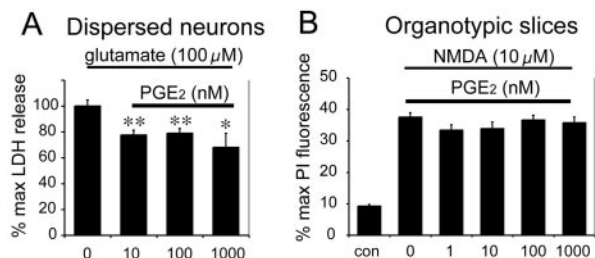 A Dispersed neurons
glutamate (100 µM)
PGE2 (nM)
% max LDH release
120
100
80
60
40
20
0
** ** *
0 10 100 1000
B Organotypic slices
NMDA (10 µM)
PGE2 (nM)
% max PI fluorescence
50
40
30
20
10
0
con 0 1 10 100 1000